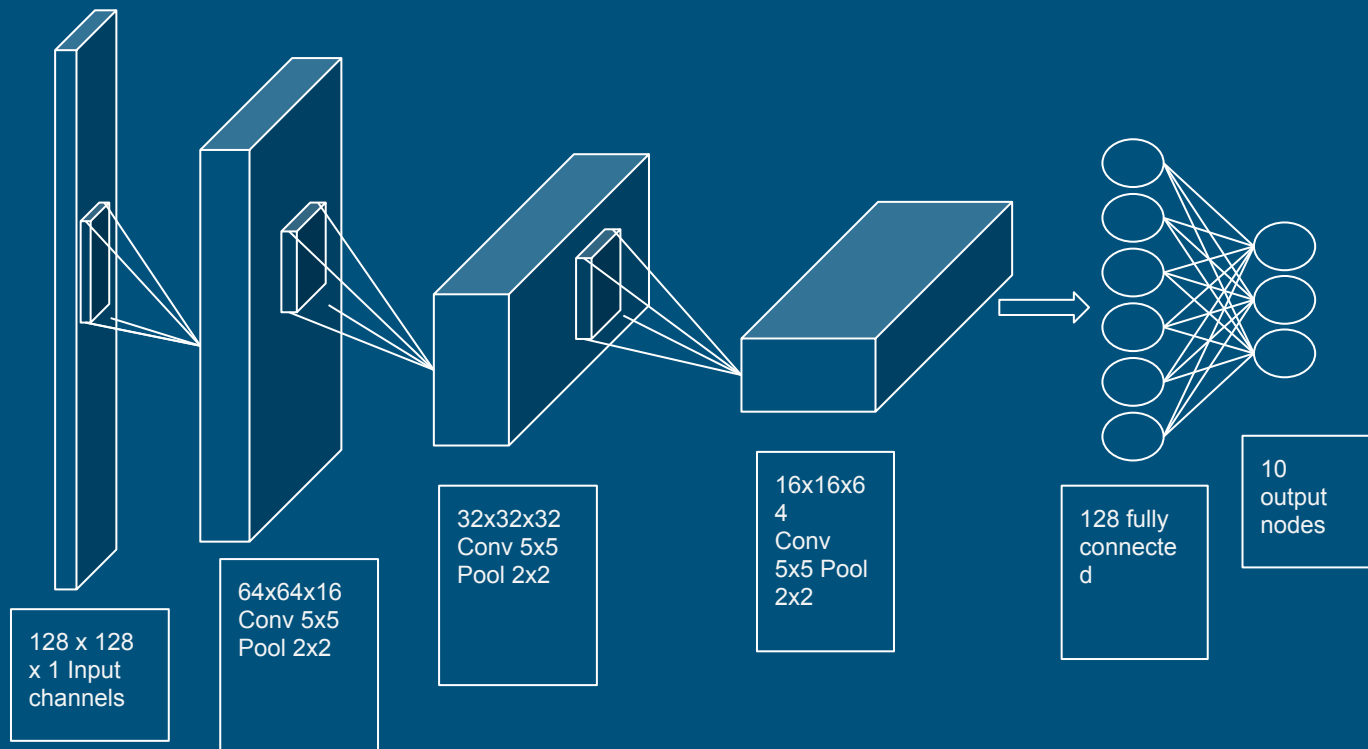 128 x 128
x 1 Input
channels
64x64x16
Conv 5x5
Pool 2x2
32x32x32
Conv 5x5
Pool 2x2
16x16x6
4
Conv
5x5 Pool
2x2
128 fully
connecte
d
10
output
nodes